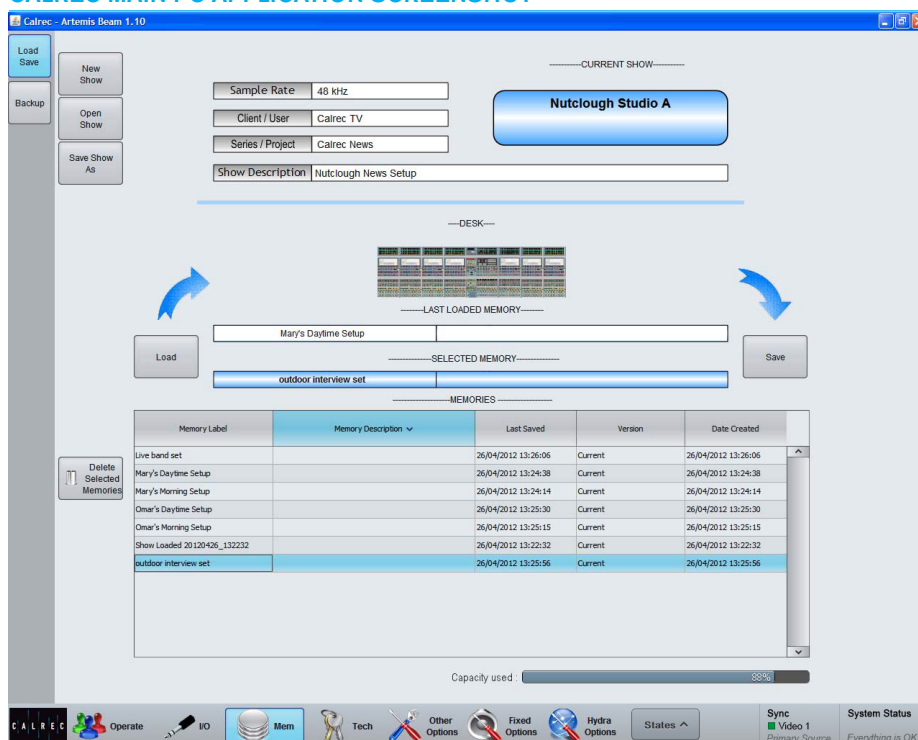 CALREC MAIN PC APPLICATION SCREENSHOT
Calrec - Artemis Beam 1.10
Load
Save
Backup
New
Show
Open
Show
Save Show
As
-----------CURRENT SHOW-----------
Nutclough Studio A
Sample Rate 48 kHz
Client / User Calrec TV
Series / Project Calrec News
Show Description Nutclough News Setup
----DESK----
--------LAST LOADED MEMORY--------
Mary's Daytime Setup
Load
Save
---------------SELECTED MEMORY---------------
outdoor interview set
--------------------MEMORIES -------------------
Memory Label Memory Description Last Saved Version Date Created
Live band set 26/04/2012 13:26:06 Current 26/04/2012 13:26:06
Mary's Daytime Setup 26/04/2012 13:24:38 Current 26/04/2012 13:24:38
Mary's Morning Setup 26/04/2012 13:24:14 Current 26/04/2012 13:24:14
Omar's Daytime Setup 26/04/2012 13:25:30 Current 26/04/2012 13:25:30
Omar's Morning Setup 26/04/2012 13:25:15 Current 26/04/2012 13:25:15
Show Loaded 20120426_132232 26/04/2012 13:22:32 Current 26/04/2012 13:22:32
outdoor interview set 26/04/2012 13:25:56 Current 26/04/2012 13:25:56
Delete
Selected
Memories
Capacity used : 88%
CALREC
Operate
I/O
Mem
Tech
Other
Options
Fixed
Options
Hydra
Options
States
Sync
Video 1
Primary Source
System Status
Everything is OK